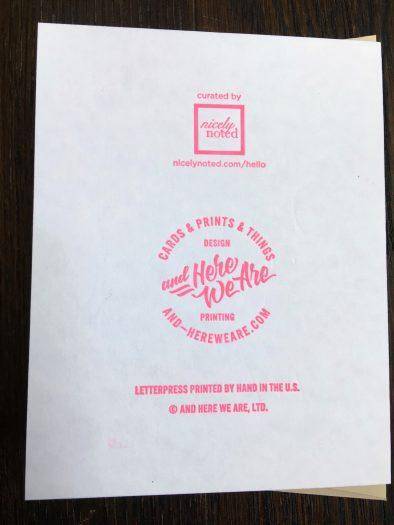 curated by
nicely
noted
nicelynoted.com/hello
CARDS & PRINTS & THINGS
DESIGN
and Here
We Are
PRINTING
AND-HEREWEARE.COM
LETTERPRESS PRINTED BY HAND IN THE U.S.
© AND HERE WE ARE, LTD.